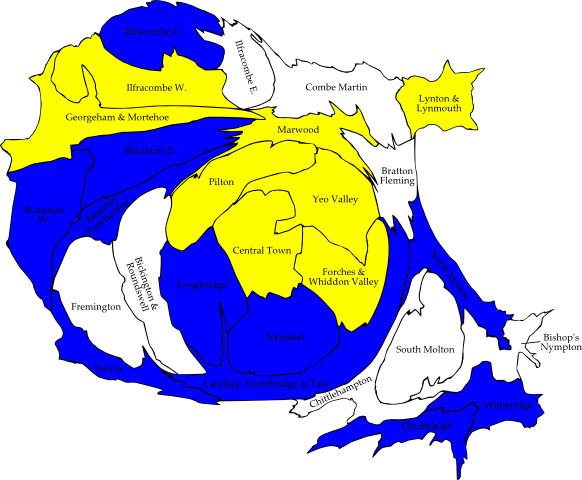 Ilfracombe C.
Ilfracombe E.
Ilfracombe W.
Combe Martin
Lynton &
Lynmouth
Georgeham & Mortehoe
Marwood
Braunton E.
Bratton
Fleming
Pilton
Yeo Valley
Braunton
W.
Heanton
Punchardon
Central Town
Bickington &
Roundswell
Longbridge
Forches &
Whiddon Valley
North Molton
Fremington
Newport
Bishop's
Nympton
South Molton
Instow
Landkey, Swimbridge & Taw
Chittlehampton
Witheridge
Chulmleigh